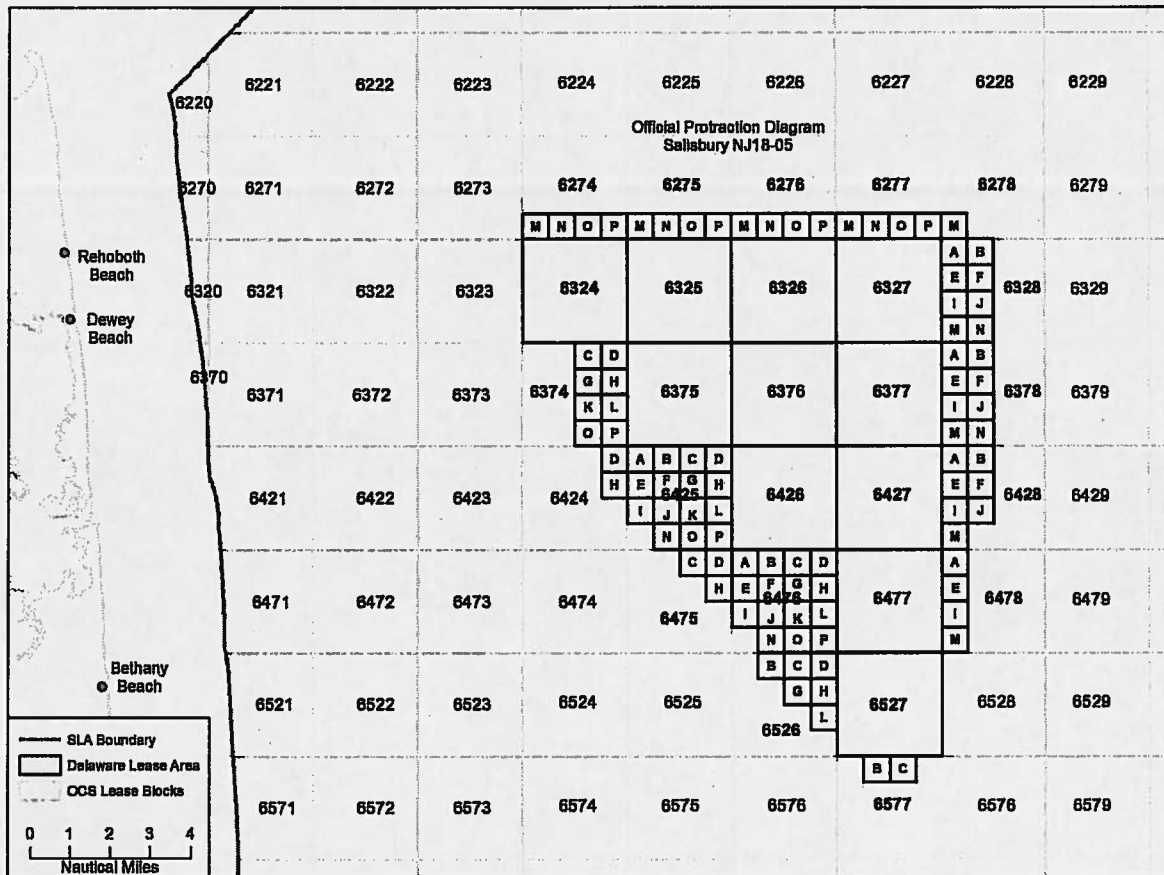 6221 6222 6223 6224 6225 6226 6227 6228 6229
6220
Official Protraction Diagram
Salisbury NJ18-05
6270 6271 6272 6273 6274 6275 6276 6277 6278 6279
M N O P M N O P M N O P M N O P M
Rehoboth
Beach
A B
E F
I J
M N
6320 6321 6322 6323 6324 6325 6326 6327 6328 6329
Dewey
Beach
6370
C D A B
G H E F
K L I J
O P M N
6371 6372 6373 6374 6375 6376 6377 6378 6379
D A B C D A B
H E F G H E F
I J K L I J
N O P M
6421 6422 6423 6424 6425 6426 6427 6428 6429
C D A B C D A
H E F G H E
I J K L I
N O P M
6471 6472 6473 6474 6475 6476 6477 6478 6479
Bethany
Beach
B C D
G H
L
6521 6522 6523 6524 6525 6526 6527 6528 6529
B C
6571 6572 6573 6574 6575 6576 6577 6576 6579
SLA Boundary
Delaware Lease Area
OCS Lease Blocks
0 1 2 3 4
Nautical Miles